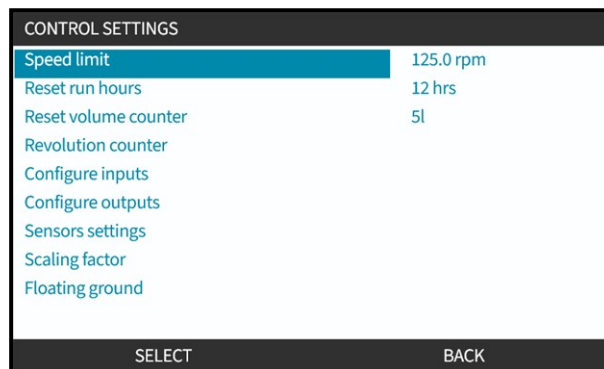 CONTROL SETTINGS
Speed limit 125.0 rpm
Reset run hours 12 hrs
Reset volume counter 5l
Revolution counter
Configure inputs
Configure outputs
Sensors settings
Scaling factor
Floating ground
SELECT BACK